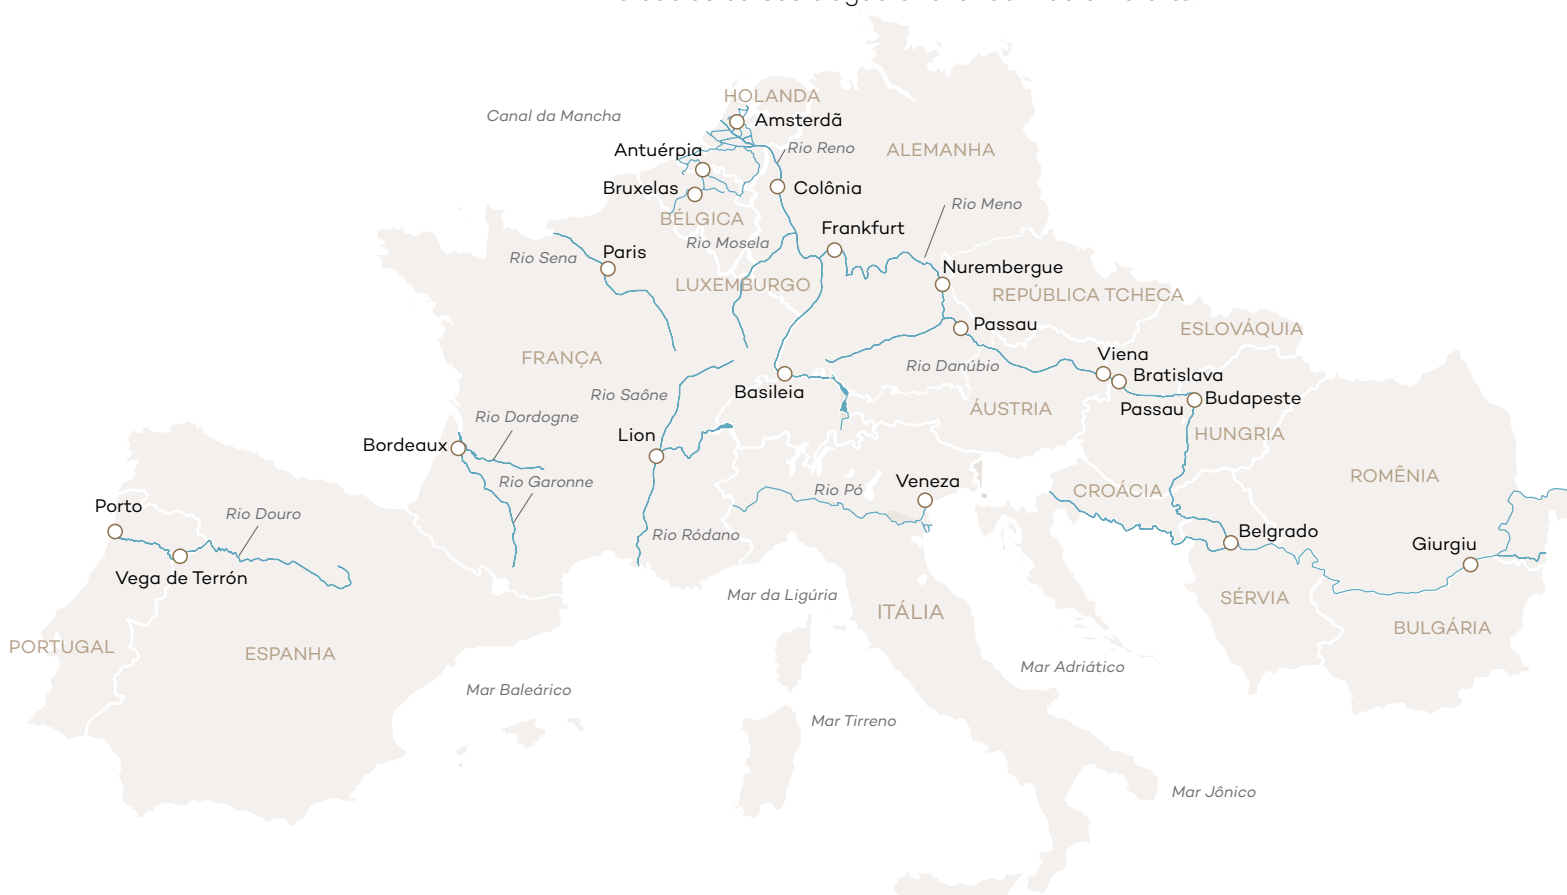 HOLANDA
Canal da Mancha
Amsterdã
Antuérpia
Rio Reno
ALEMANHA
Bruxelas
Colônia
BÉLGICA
Rio Meno
Frankfurt
Rio Mosela
Rio Sena
Paris
Nurembergue
LUXEMBURGO
REPÚBLICA TCHECA
Passau
ESLOVÁQUIA
FRANÇA
Viena
Rio Danúbio
Bratislava
Basileia
Rio Saône
Budapeste
Passau
ÁUSTRIA
Rio Dordogne
Lion
HUNGRIA
Bordeaux
ROMÊNIA
Rio Garonne
Veneza
Rio Pó
CROÁCIA
Porto
Rio Douro
Rio Ródano
Belgrado
Giurgiu
Vega de Terrón
Mar da Ligúria
SÉRVIA
ITÁLIA
BULGÁRIA
PORTUGAL
ESPANHA
Mar Adriático
Mar Baleárico
Mar Tirreno
Mar Jônico